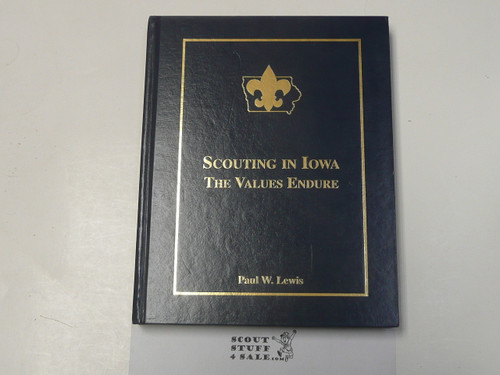 SCOUTING IN IOWA
THE VALUES ENDURE
Paul W. Lewis
SCOUT
STUFF
4 SALE.com